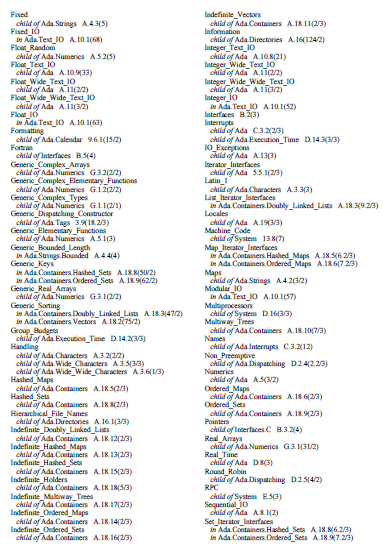 Fixed
child of Ada.Strings A.4.3(5)
Fixed_IO
in Ada.Text_IO A.10.1(68)
Float_Random
child of Ada.Numerics A.5.2(5)
Float_Text_IO
child of Ada A.10.9(33)
Float_Wide_Text_IO
child of Ada A.11(2/2)
Float_Wide_Wide_Text_IO
child of Ada A.11(3/2)
Float_IO
in Ada.Text_IO A.10.1(63)
Formatting
child of Ada.Calendar 9.6.1(15/2)
Fortran
child of Interfaces B.5(4)
Generic_Complex_Arrays
child of Ada.Numerics G.3.2(2/2)
Generic_Complex_Elementary_Functions
child of Ada.Numerics G.1.2(2/2)
Generic_Complex_Types
child of Ada.Numerics G.1.1(2/1)
Generic_Dispatching_Constructor
child of Ada.Tags 3.9(18.2/3)
Generic_Elementary_Functions
child of Ada.Numerics A.5.1(3)
Generic_Bounded_Length
in Ada.Strings.Bounded A.4.4(4)
Generic_Keys
in Ada.Containers.Hashed_Sets A.18.8(50/2)
in Ada.Containers.Ordered_Sets A.18.9(62/2)
Generic_Real_Arrays
child of Ada.Numerics G.3.1(2/2)
Generic_Sorting
in Ada.Containers.Doubly_Linked_Lists A.18.3(47/2)
in Ada.Containers.Vectors A.18.2(75/2)
Group_Budgets
child of Ada.Execution_Time D.14.2(3/3)
Handling
child of Ada.Characters A.3.2(2/2)
child of Ada.Wide_Characters A.3.5(3/3)
child of Ada.Wide_Wide_Characters A.3.6(1/3)
Hashed_Maps
child of Ada.Containers A.18.5(2/3)
Hashed_Sets
child of Ada.Containers A.18.8(2/3)
Hierarchical_File_Names
child of Ada.Directories A.16.1(3/3)
Indefinite_Doubly_Linked_Lists
child of Ada.Containers A.18.12(2/3)
Indefinite_Hashed_Maps
child of Ada.Containers A.18.13(2/3)
Indefinite_Hashed_Sets
child of Ada.Containers A.18.15(2/3)
Indefinite_Holders
child of Ada.Containers A.18.18(5/3)
Indefinite_Multiway_Trees
child of Ada.Containers A.18.17(2/3)
Indefinite_Ordered_Maps
child of Ada.Containers A.18.14(2/3)
Indefinite_Ordered_Sets
child of Ada.Containers A.18.16(2/3)
Indefinite_Vectors
child of Ada.Containers A.18.11(2/3)
Information
child of Ada.Directories A.16(124/2)
Integer_Text_IO
child of Ada A.10.8(21)
Integer_Wide_Text_IO
child of Ada A.11(2/2)
Integer_Wide_Wide_Text_IO
child of Ada A.11(3/2)
Integer_IO
in Ada.Text_IO A.10.1(52)
Interfaces B.2(3)
Interrupts
child of Ada C.3.2(2/3)
child of Ada.Execution_Time D.14.3(3/3)
IO_Exceptions
child of Ada A.13(3)
Iterator_Interfaces
child of Ada 5.5.1(2/3)
Latin_1
child of Ada.Characters A.3.3(3)
List_Iterator_Interfaces
in Ada.Containers.Doubly_Linked_Lists A.18.3(9.2/3)
Locales
child of Ada A.19(3/3)
Machine_Code
child of System 13.8(7)
Map_Iterator_Interfaces
in Ada.Containers.Hashed_Maps A.18.5(6.2/3)
in Ada.Containers.Ordered_Maps A.18.6(7.2/3)
Maps
child of Ada.Strings A.4.2(3/2)
Modular_IO
in Ada.Text_IO A.10.1(57)
Multiprocessors
child of System D.16(3/3)
Multiway_Trees
child of Ada.Containers A.18.10(7/3)
Names
child of Ada.Interrupts C.3.2(12)
Non_Preemptive
child of Ada.Dispatching D.2.4(2.2/3)
Numerics
child of Ada A.5(3/2)
Ordered_Maps
child of Ada.Containers A.18.6(2/3)
Ordered_Sets
child of Ada.Containers A.18.9(2/3)
Pointers
child of Interfaces.C B.3.2(4)
Real_Arrays
child of Ada.Numerics G.3.1(31/2)
Real_Time
child of Ada D.8(3)
Round_Robin
child of Ada.Dispatching D.2.5(4/2)
RPC
child of System E.5(3)
Sequential_IO
child of Ada A.8.1(2)
Set_Iterator_Interfaces
in Ada.Containers.Hashed_Sets A.18.8(6.2/3)
in Ada.Containers.Ordered_Sets A.18.9(7.2/3)